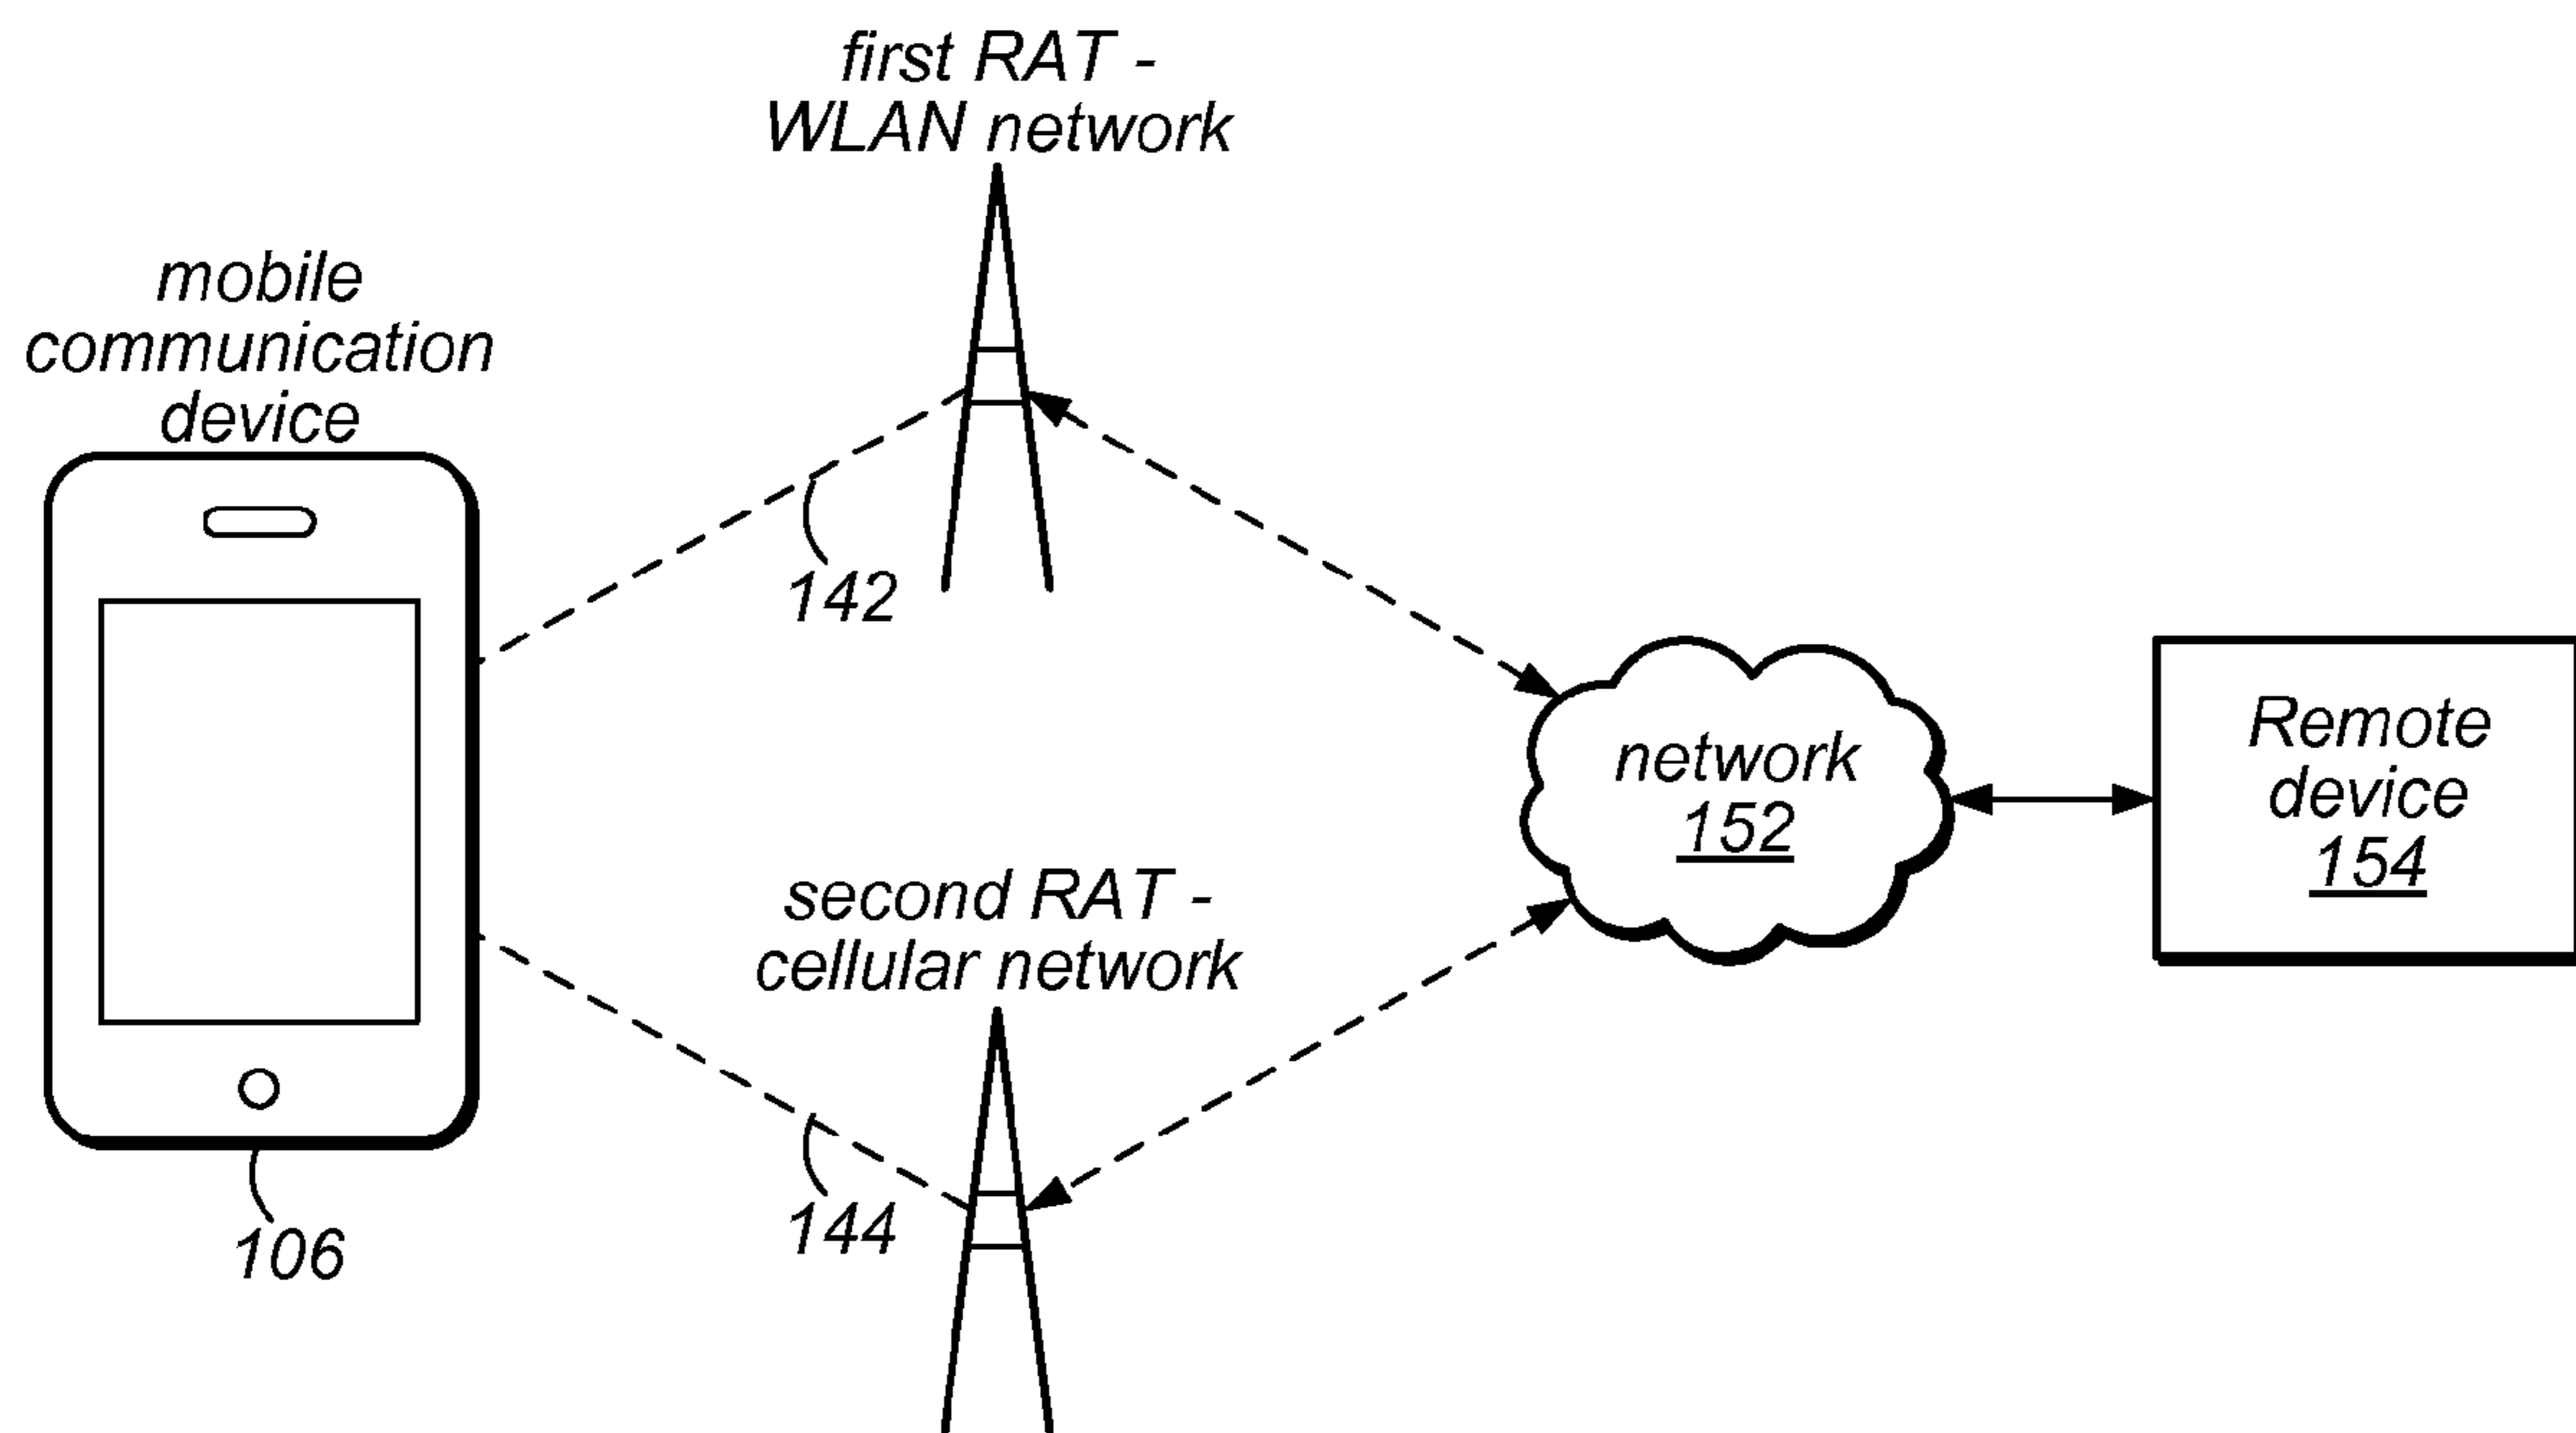 first RAT -
WLAN network
mobile
communication
device
142
network
152
Remote
device
154
second RAT -
cellular network
144
106